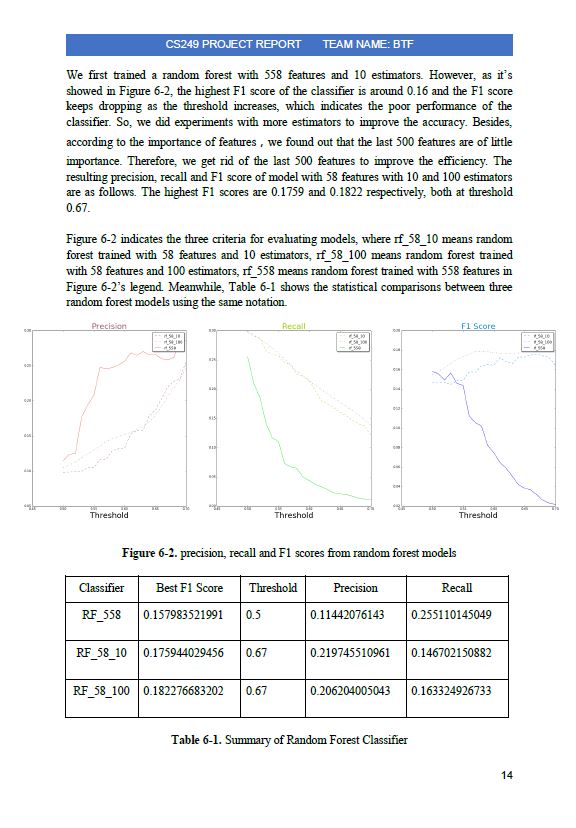 CS249 PROJECT REPORT TEAM NAME: BTF
We first trained a random forest with 558 features and 10 estimators. However, as it's
showed in Figure 6-2, the highest F1 score of the classifier is around 0.16 and the F1 score
keeps dropping as the threshold increases, which indicates the poor performance of the
classifier. So, we did experiments with more estimators to improve the accuracy. Besides,
according to the importance of features , we found out that the last 500 features are of little
importance. Therefore, we get rid of the last 500 features to improve the efficiency. The
resulting precision, recall and F1 score of model with 58 features with 10 and 100 estimators
are as follows. The highest F1 scores are 0.1759 and 0.1822 respectively, both at threshold
0.67.
Figure 6-2 indicates the three criteria for evaluating models, where rf_58_10 means random
forest trained with 58 features and 10 estimators, rf_58_100 means random forest trained
with 58 features and 100 estimators, rf_558 means random forest trained with 558 features in
Figure 6-2's legend. Meanwhile, Table 6-1 shows the statistical comparisons between three
random forest models using the same notation.
Precision Recall F1 Score
rf_58_10 rf_58_10 rf_58_10
rf_58_100 rf_58_100 rf_58_100
rf_558 rf_558 rf_558
Threshold Threshold Threshold
Figure 6-2. precision, recall and F1 scores from random forest models
Classifier Best F1 Score Threshold Precision Recall
RF_558 0.157983521991 0.5 0.11442076143 0.255110145049
RF_58_10 0.175944029456 0.67 0.219745510961 0.146702150882
RF_58_100 0.182276683202 0.67 0.206204005043 0.163324926733
Table 6-1. Summary of Random Forest Classifier
14